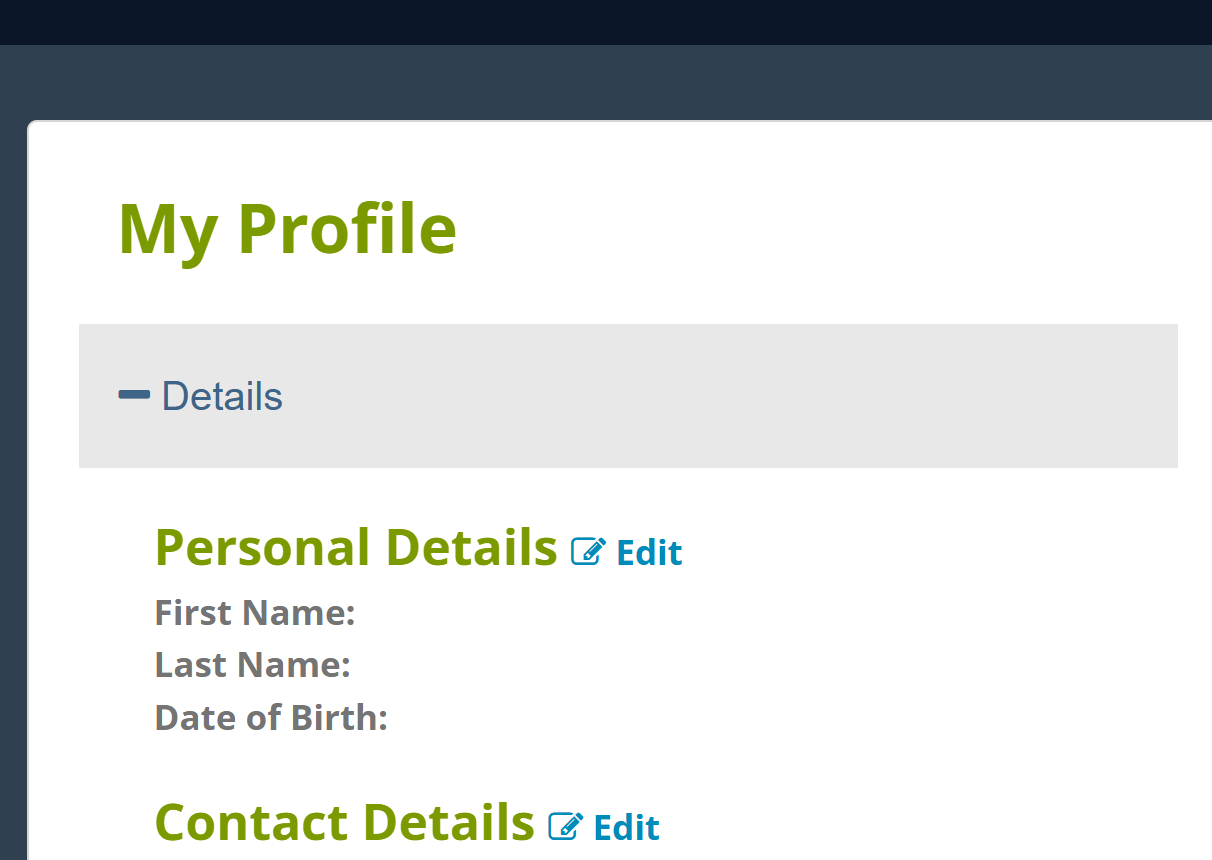 My Profile
Details
Personal Details Edit
First Name:
Last Name:
Date of Birth:
Contact Details Edit